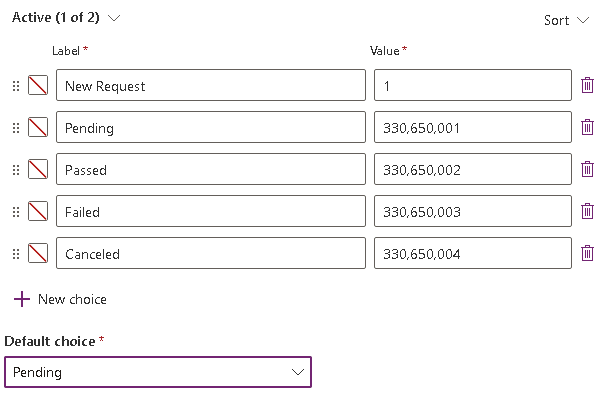 Active (1 of 2)
Sort
Label *
Value *
New Request
1
Pending
330,650,001
Passed
330,650,002
Failed
330,650,003
Canceled
330,650,004
New choice
Default choice *
Pending